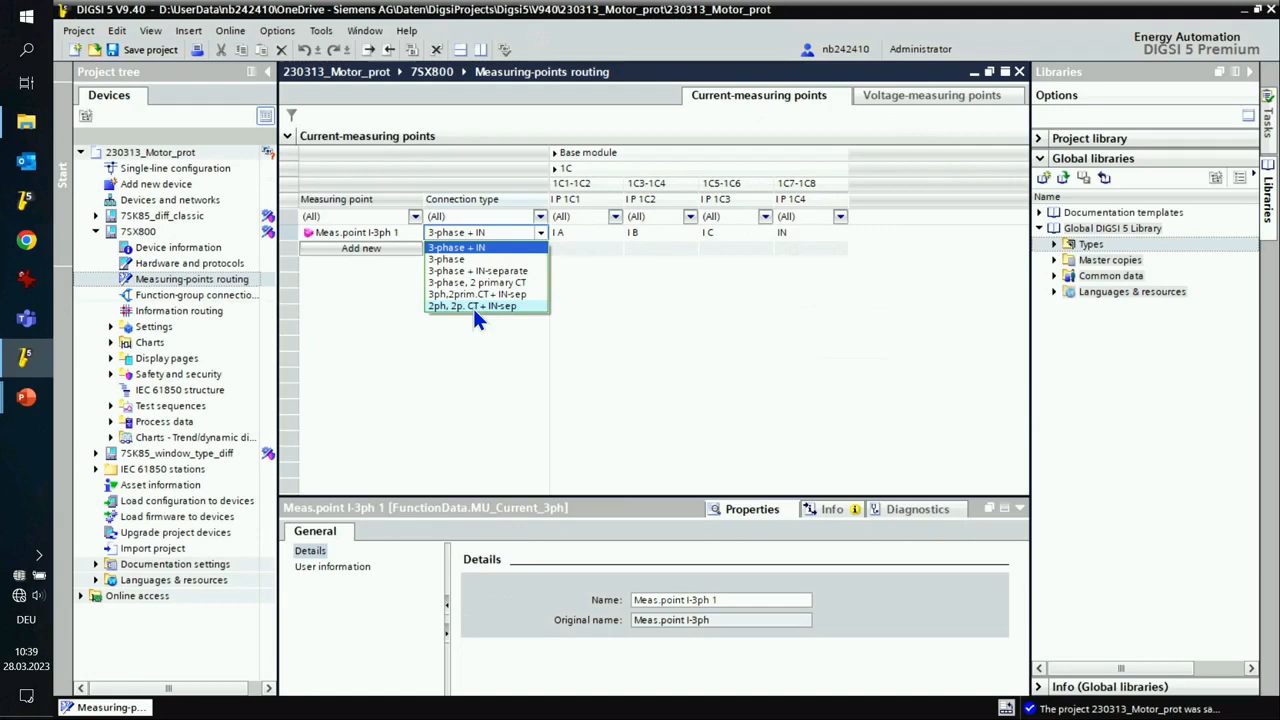 DIGSI 5 V9.40 - D:\UserData\nb242410\OneDrive - Siemens AG\Daten\DigsiProjects\Digsi5\V940\230313_Motor_prot\230313_Motor_prot
Project Edit View Insert Online Options Tools Window Help
Energy Automation
DIGSI 5 Premium
Save project
nb242410 Administrator
Project tree
230313_Motor_prot 7SX800 Measuring-points routing
Libraries
Devices
Current-measuring points Voltage-measuring points
Options
Tasks
Libraries
Start
Current-measuring points
Project library
Global libraries
Name
Documentation templates
Global DIGSI 5 Library
Types
Master copies
Common data
Languages & resources
230313_Motor_prot
Single-line configuration
Add new device
Devices and networks
7SK85_diff_classic
7SX800
Device information
Hardware and protocols
Measuring-points routing
Function-group connectio...
Information routing
Settings
Charts
Display pages
Safety and security
IEC 61850 structure
Test sequences
Process data
Charts - Trend/dynamic di...
7SK85_window_type_diff
IEC 61850 stations
Asset information
Load configuration to devices
Load firmware to devices
Upgrade project devices
Import project
Documentation settings
Languages & resources
Online access
Base module
1C
1C1-1C2 1C3-1C4 1C5-1C6 1C7-1C8
Measuring point Connection type I P 1C1 I P 1C2 I P 1C3 I P 1C4
(All) (All) (All) (All) (All) (All)
Meas.point I-3ph 1 3-phase + IN I A I B I C IN
Add new
3-phase + IN
3-phase
3-phase + IN-separate
3-phase, 2 primary CT
3ph,2prim.CT + IN-sep
2ph, 2p. CT + IN-sep
Meas.point I-3ph 1 [FunctionData.MU_Current_3ph]
Properties Info Diagnostics
General
Details
User information
Details
Name: Meas.point I-3ph 1
Original name: Meas.point I-3ph
Info (Global libraries)
DEU
10:39
28.03.2023
Measuring-p...
The project 230313_Motor_prot was sa...